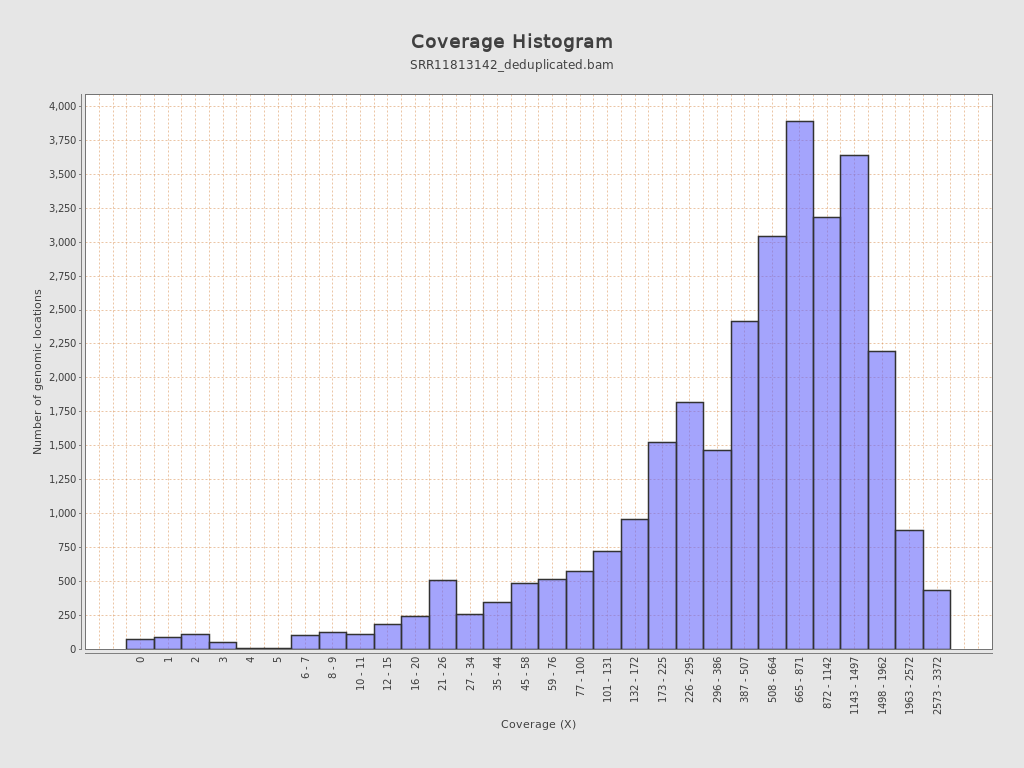 Coverage Histogram
SRR11813142_deduplicated.bam
Number of genomic locations
4,000
3,750
3,500
3,250
3,000
2,750
2,500
2,250
2,000
1,750
1,500
1,250
1,000
750
500
250
0
0
1
2
3
4
5
6 - 7
8 - 9
10 - 11
12 - 15
16 - 20
21 - 26
27 - 34
35 - 44
45 - 58
59 - 76
77 - 100
101 - 131
132 - 172
173 - 225
226 - 295
296 - 386
387 - 507
508 - 664
665 - 871
872 - 1142
1143 - 1497
1498 - 1962
1963 - 2572
2573 - 3372
Coverage (X)